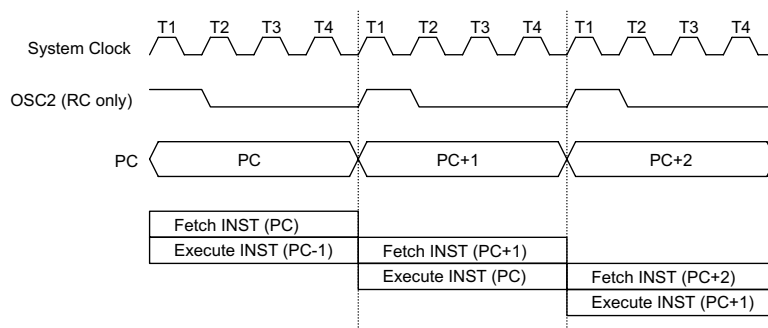 T1 T2 T3 T4 T1 T2 T3 T4 T1 T2 T3 T4
System Clock
OSC2 (RC only)
PC PC PC+1 PC+2
Fetch INST (PC)
Execute INST (PC-1) Fetch INST (PC+1)
Execute INST (PC) Fetch INST (PC+2)
Execute INST (PC+1)